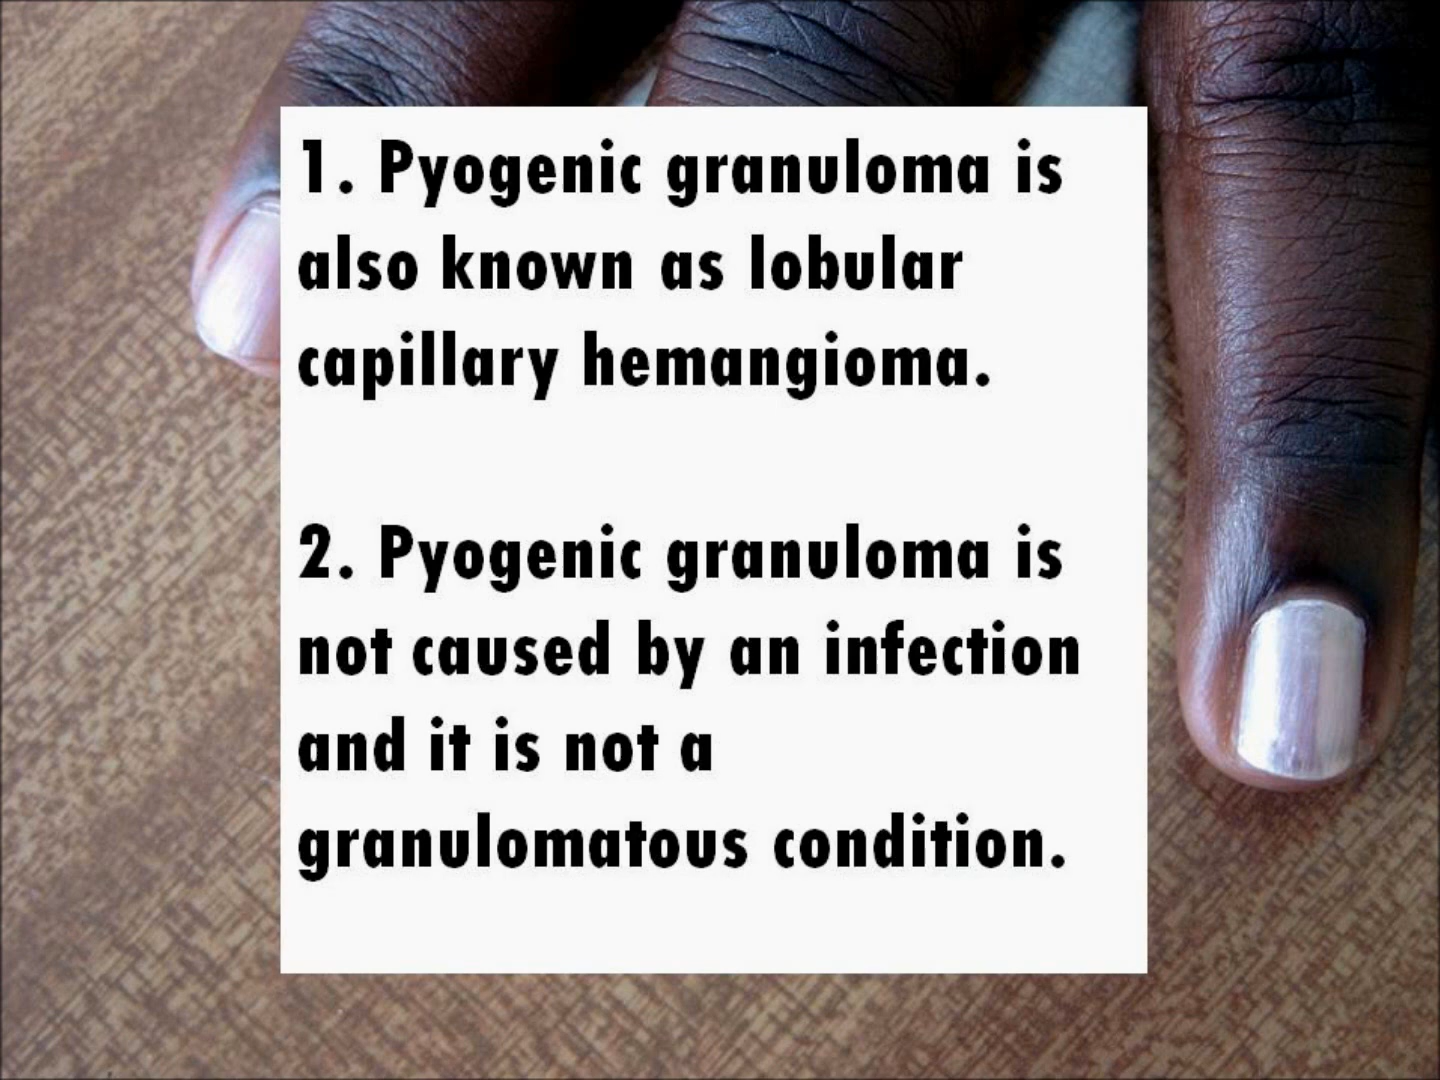 1. Pyogenic granuloma is
also known as lobular
capillary hemangioma.
2. Pyogenic granuloma is
not caused by an infection
and it is not a
granulomatous condition.